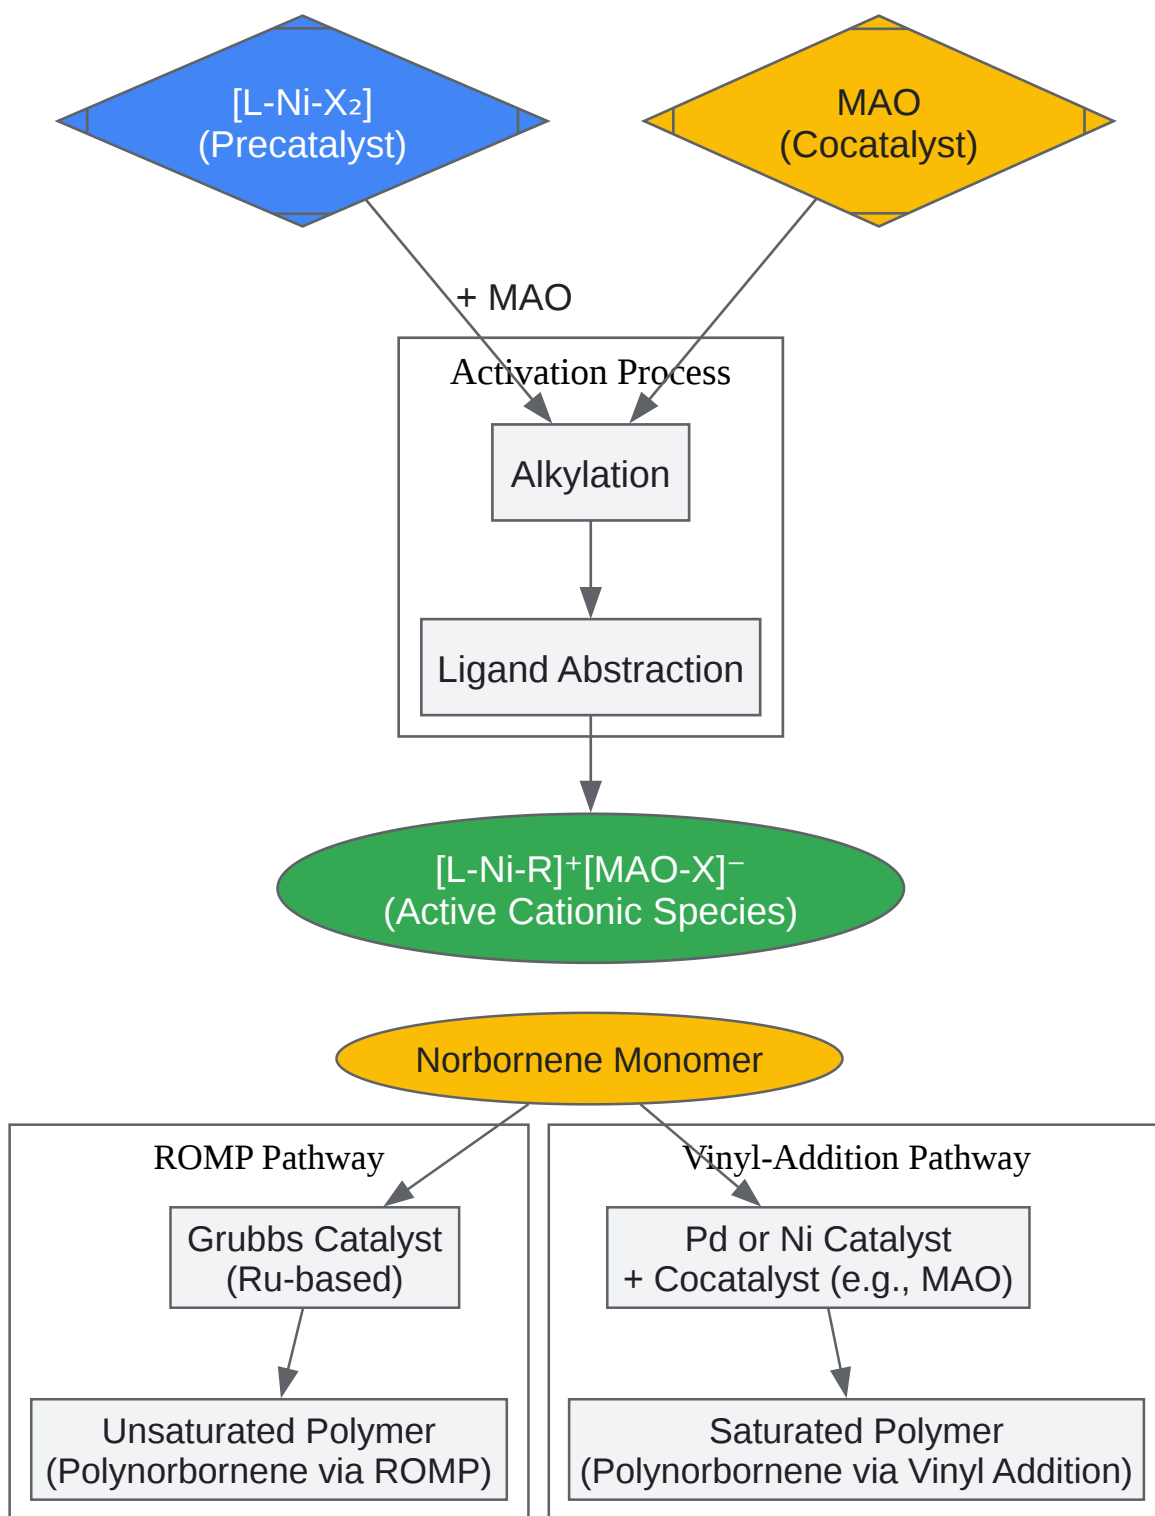 [L-Ni-X₂]
(Precatalyst)
MAO
(Cocatalyst)
+ MAO
Activation Process
Alkylation
Ligand Abstraction
[L-Ni-R]⁺[MAO-X]⁻
(Active Cationic Species)
Norbornene Monomer
ROMP Pathway
Grubbs Catalyst
(Ru-based)
Unsaturated Polymer
(Polynorbornene via ROMP)
Vinyl-Addition Pathway
Pd or Ni Catalyst
+ Cocatalyst (e.g., MAO)
Saturated Polymer
(Polynorbornene via Vinyl Addition)